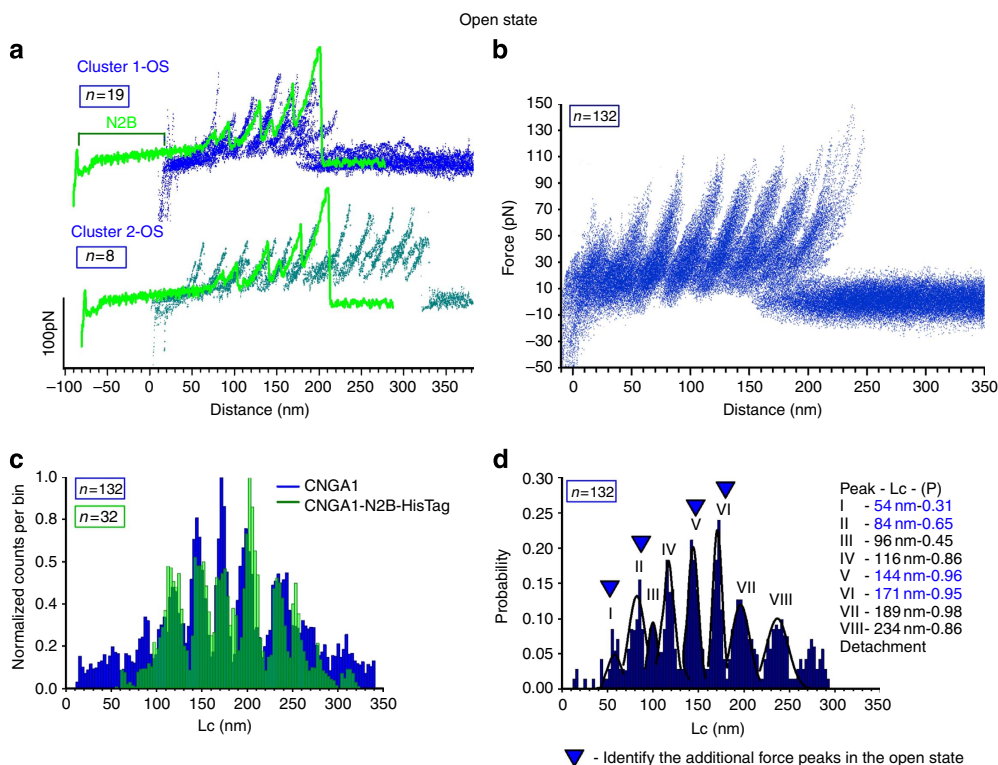 Open state
a
Cluster 1-OS
n=19
N2B
Cluster 2-OS
n=8
100pN
−100 −50 0 50 100 150 200 250 300 350
Distance (nm)
b
n=132
150
130
110
90
70
50
30
10
−10
−30
−50
Force (pN)
0 50 100 150 200 250 300 350
Distance (nm)
c
n=132
n=32
CNGA1
CNGA1-N2B-HisTag
1.0
0.8
0.6
0.4
0.2
0.0
Normalized counts per bin
0 50 100 150 200 250 300 350
Lc (nm)
d
n=132
0.30
0.25
0.20
0.15
0.10
0.05
0.00
Probability
I
II
III
IV
V
VI
VII
VIII
0 50 100 150 200 250 300 350
Lc (nm)
Peak - Lc - (P)
I - 54 nm-0.31
II - 84 nm-0.65
III - 96 nm-0.45
IV - 116 nm-0.86
V - 144 nm-0.96
VI - 171 nm-0.95
VII - 189 nm-0.98
VIII- 234 nm-0.86
Detachment
- Identify the additional force peaks in the open state